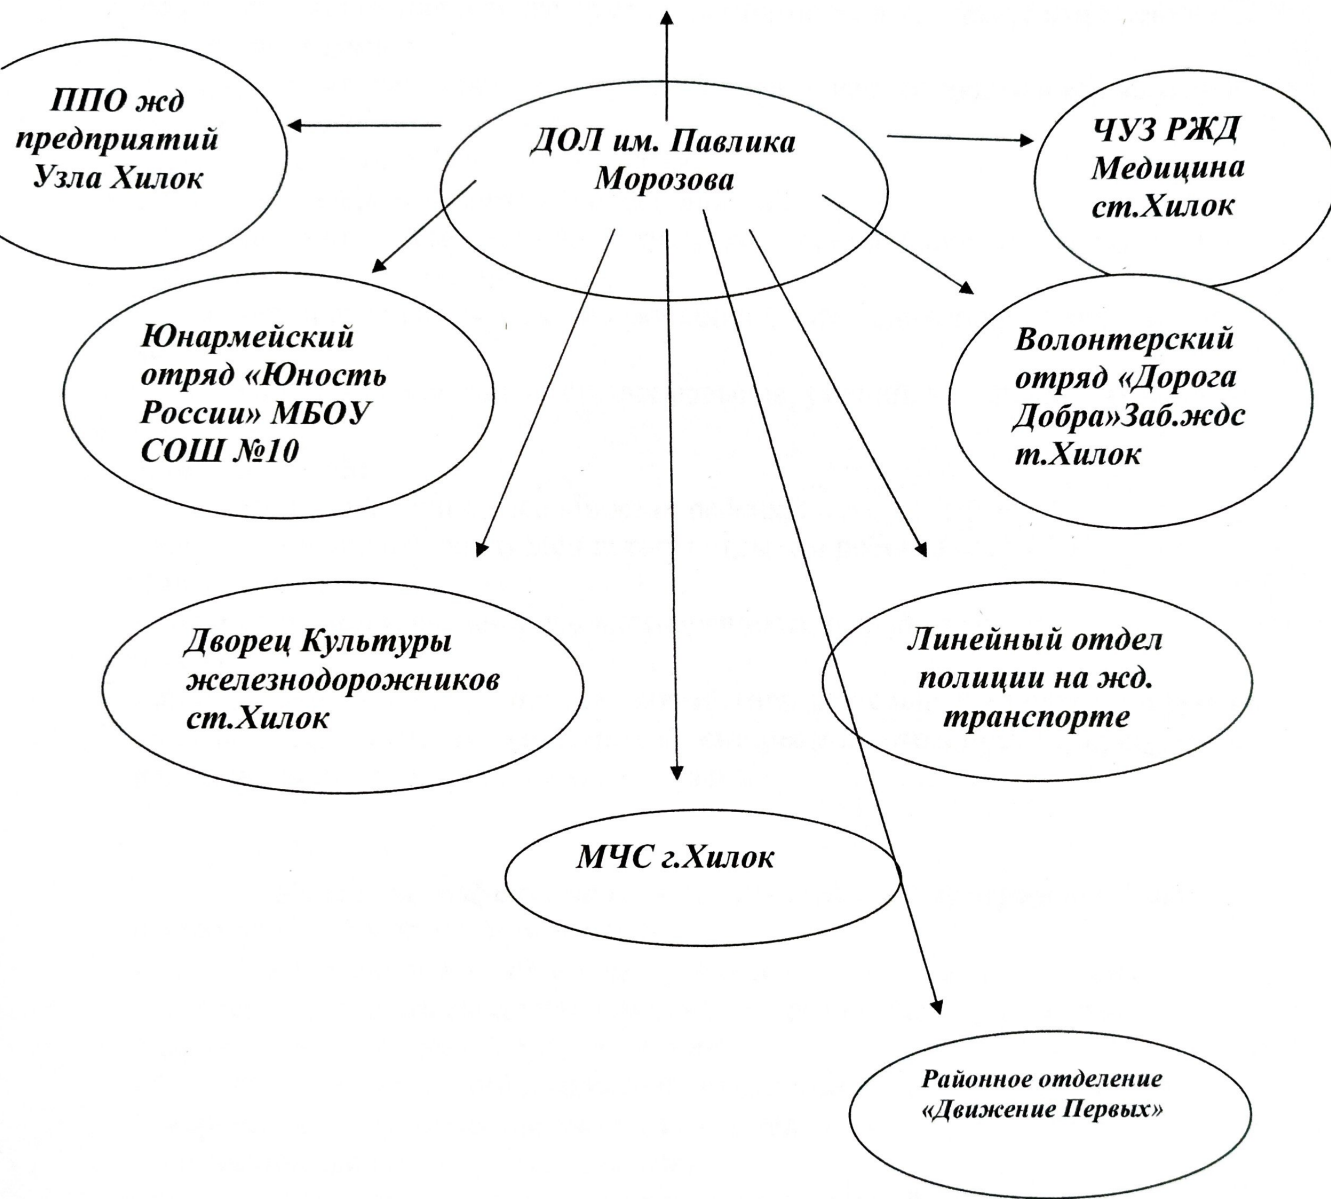 ППО жд
предприятий
Узла Хилок
ДОЛ им. Павлика
Морозова
ЧУЗ РЖД
Медицина
ст.Хилок
Юнармейский
отряд «Юность
России» МБОУ
СОШ №10
Волонтерский
отряд «Дорога
Добра»Заб.ждс
т.Хилок
Дворец Культуры
железнодорожников
ст.Хилок
Линейный отдел
полиции на жд.
транспорте
МЧС г.Хилок
Районное отделение
«Движение Первых»